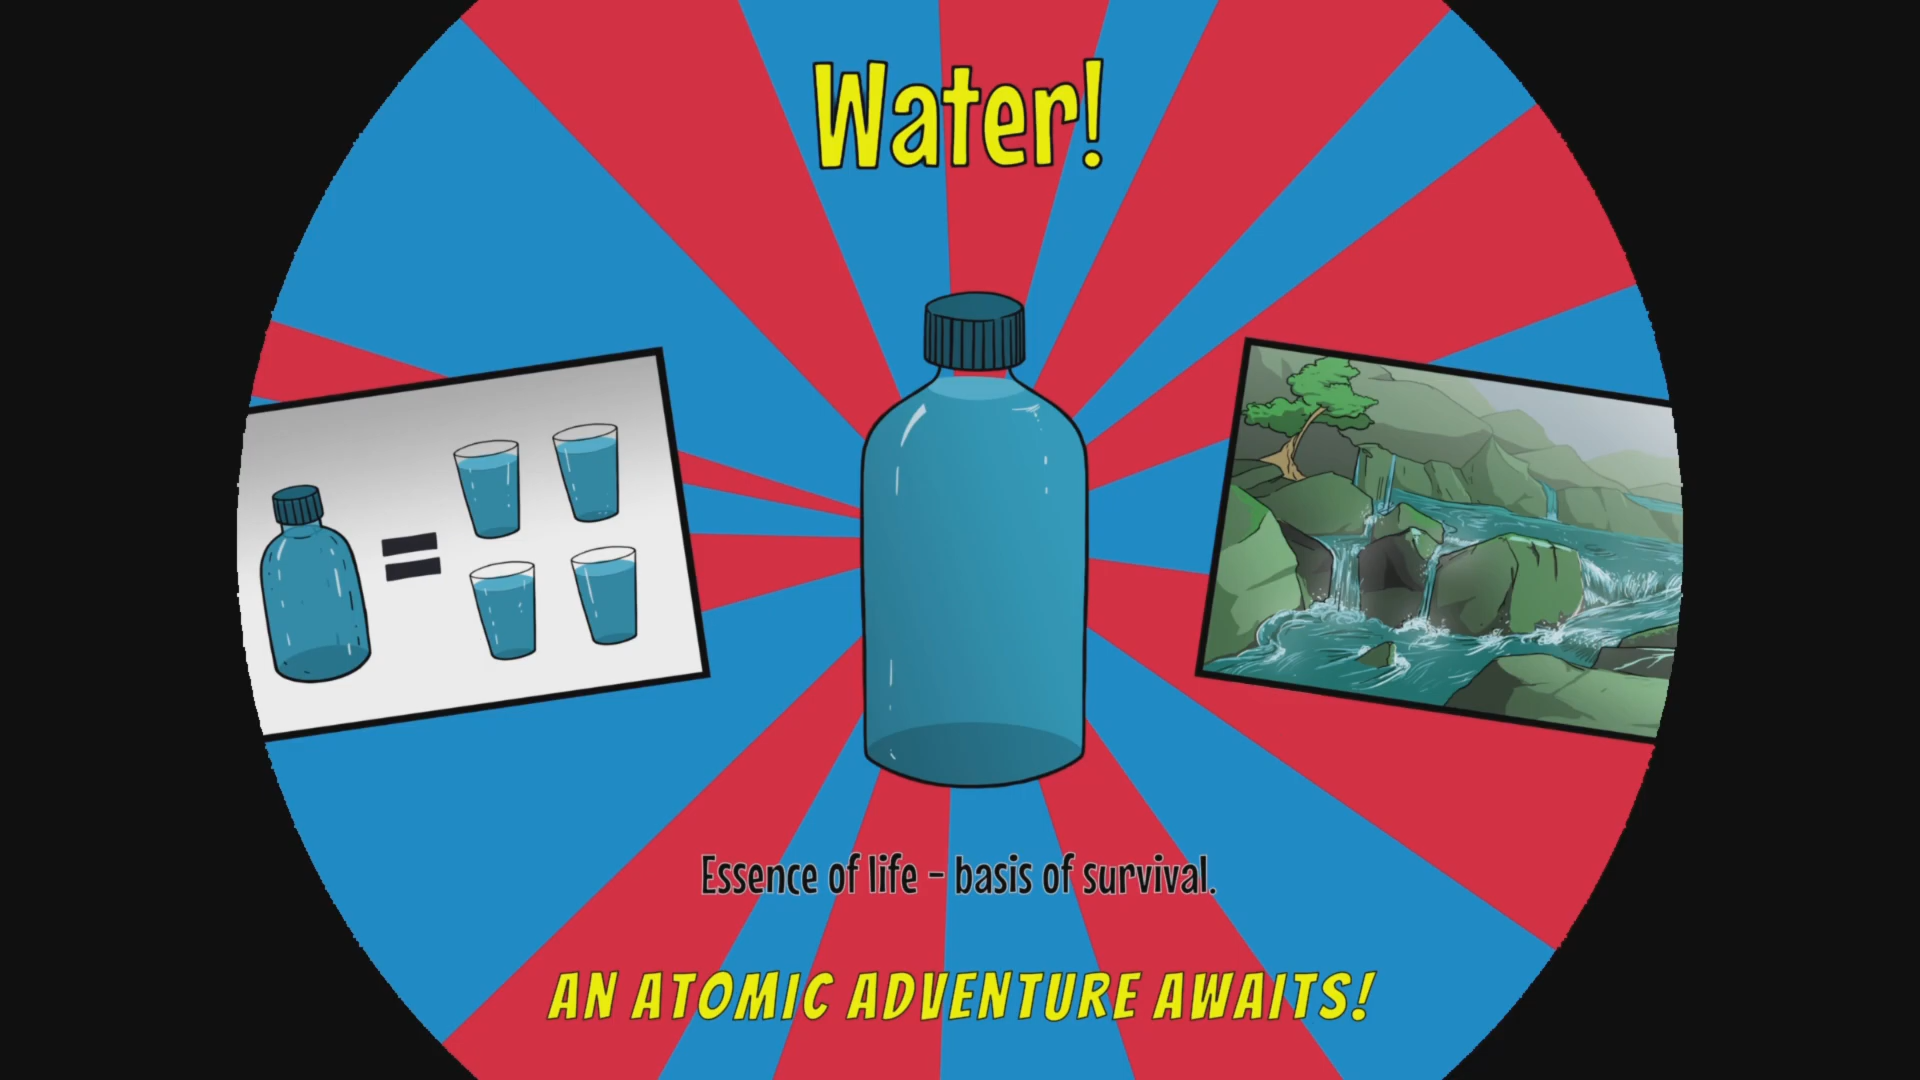 Water!
Essence of life - basis of survival.
AN ATOMIC ADVENTURE AWAITS!